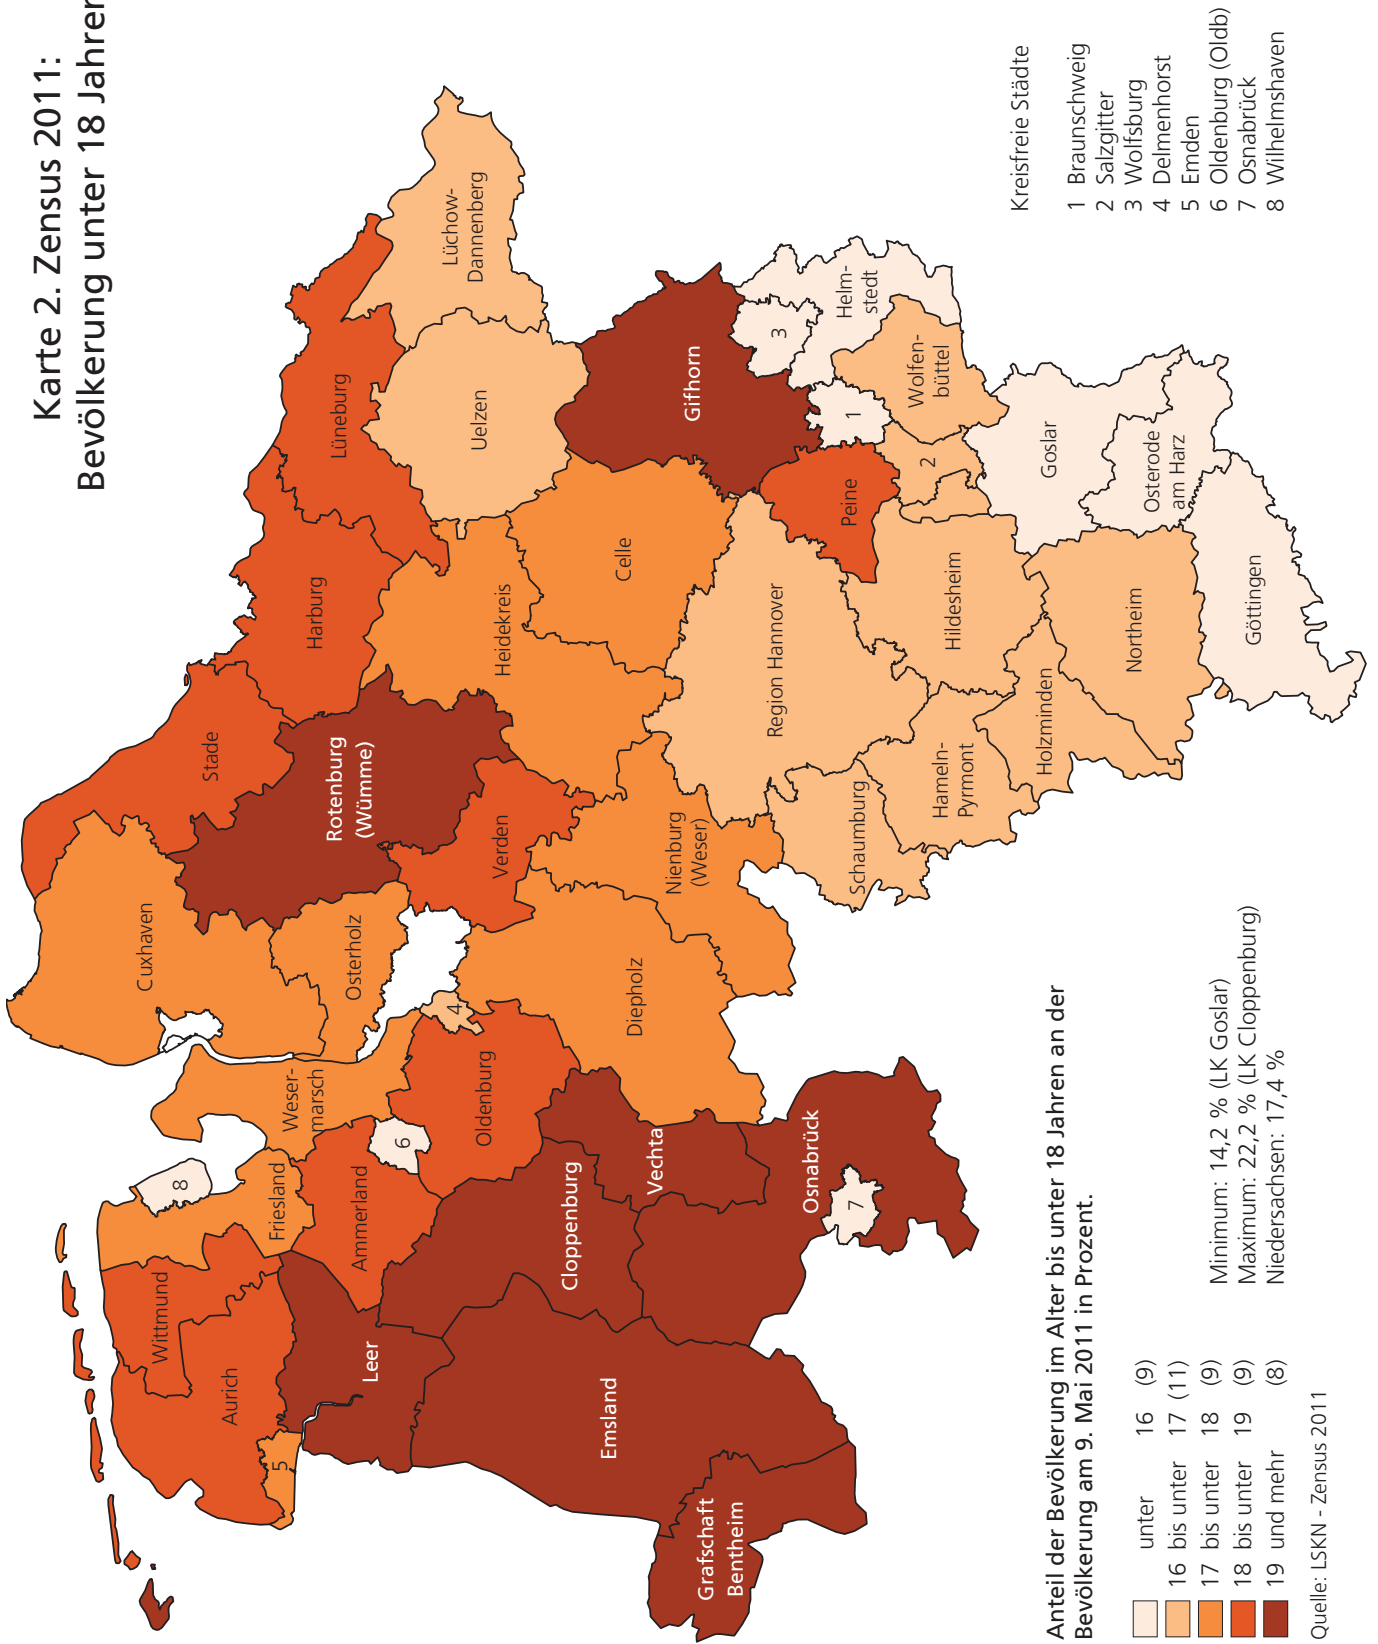 Karte 2. Zensus 2011:
Bevölkerung unter 18 Jahren
Wittmund
Aurich
5
Leer
Emsland
Grafschaft
Bentheim
8
Friesland
Ammerland
6
Weser-
marsch
Oldenburg
Cloppenburg
Vechta
Osnabrück
7
Cuxhaven
Osterholz
4
Diepholz
Stade
Rotenburg
(Wümme)
Verden
Nienburg
(Weser)
Schaumburg
Hameln-
Pyrmont
Holzminden
Harburg
Heidekreis
Celle
Region Hannover
Hildesheim
Northeim
Göttingen
Lüneburg
Uelzen
Lüchow-
Dannenberg
Gifhorn
Peine
3
1
2
Helm-
stedt
Wolfen-
büttel
Goslar
Osterode
am Harz
Kreisfreie Städte
1 Braunschweig
2 Salzgitter
3 Wolfsburg
4 Delmenhorst
5 Emden
6 Oldenburg (Oldb)
7 Osnabrück
8 Wilhelmshaven
Anteil der Bevölkerung im Alter bis unter 18 Jahren an der
Bevölkerung am 9. Mai 2011 in Prozent.
unter 16 (9)
16 bis unter 17 (11)
17 bis unter 18 (9)
18 bis unter 19 (9)
19 und mehr (8)
Minimum: 14,2 % (LK Goslar)
Maximum: 22,2 % (LK Cloppenburg)
Niedersachsen: 17,4 %
Quelle: LSKN - Zensus 2011